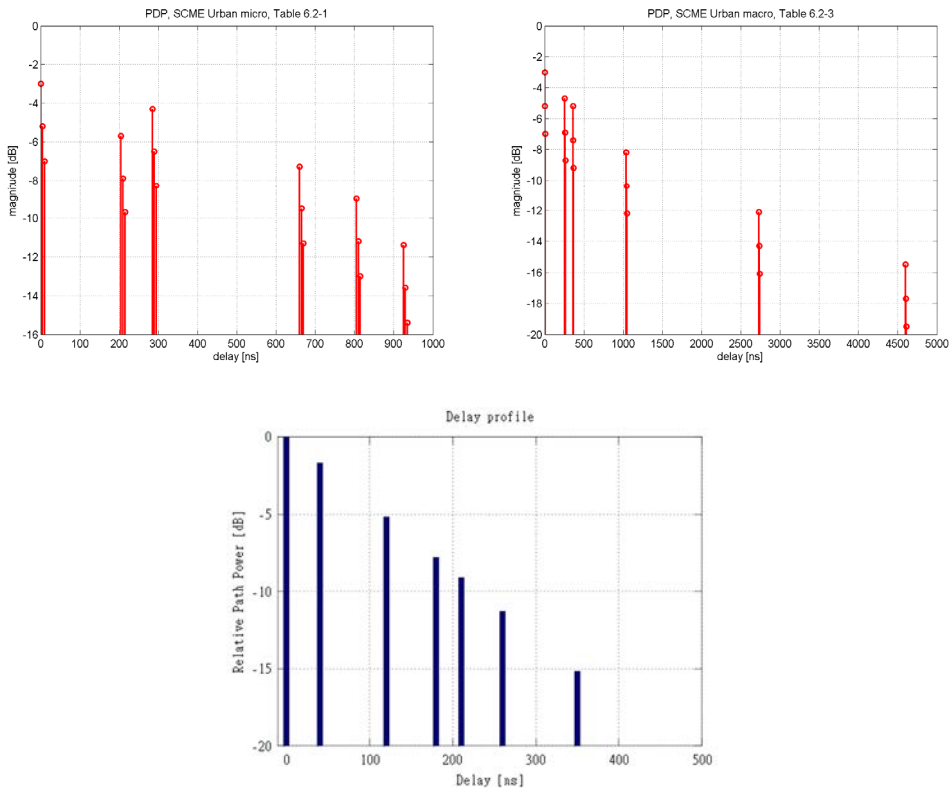 PDP, SCME Urban micro, Table 6.2-1
0
-2
-4
-6
-8
-10
-12
-14
-16
magnitude [dB]
0 100 200 300 400 500 600 700 800 900 1000
delay [ns]
PDP, SCME Urban macro, Table 6.2-3
0
-2
-4
-6
-8
-10
-12
-14
-16
-18
-20
magnitude [dB]
0 500 1000 1500 2000 2500 3000 3500 4000 4500 5000
delay [ns]
Delay profile
0
-5
-10
-15
-20
Relative Path Power [dB]
0 100 200 300 400 500
Delay [ns]